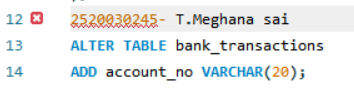 12 2520030245- T.Meghana sai
13 ALTER TABLE bank_transactions
14 ADD account_no VARCHAR(20);